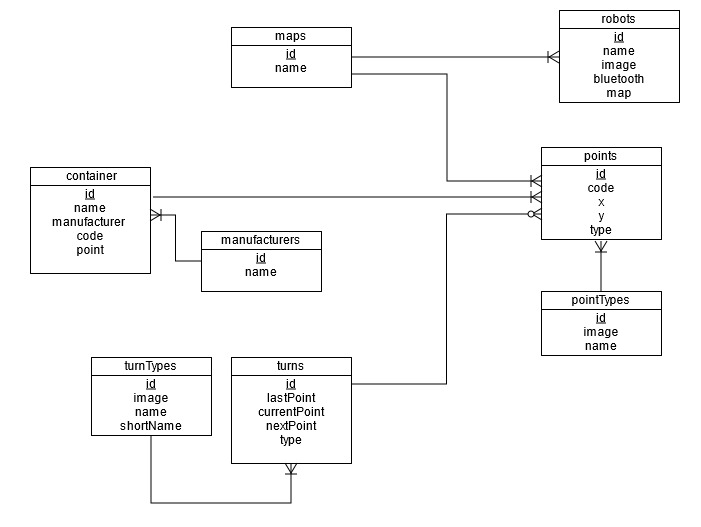 maps
id
name
robots
id
name
image
bluetooth
map
container
id
name
manufacturer
code
point
manufacturers
id
name
points
id
code
x
y
type
pointTypes
id
image
name
turnTypes
id
image
name
shortName
turns
id
lastPoint
currentPoint
nextPoint
type